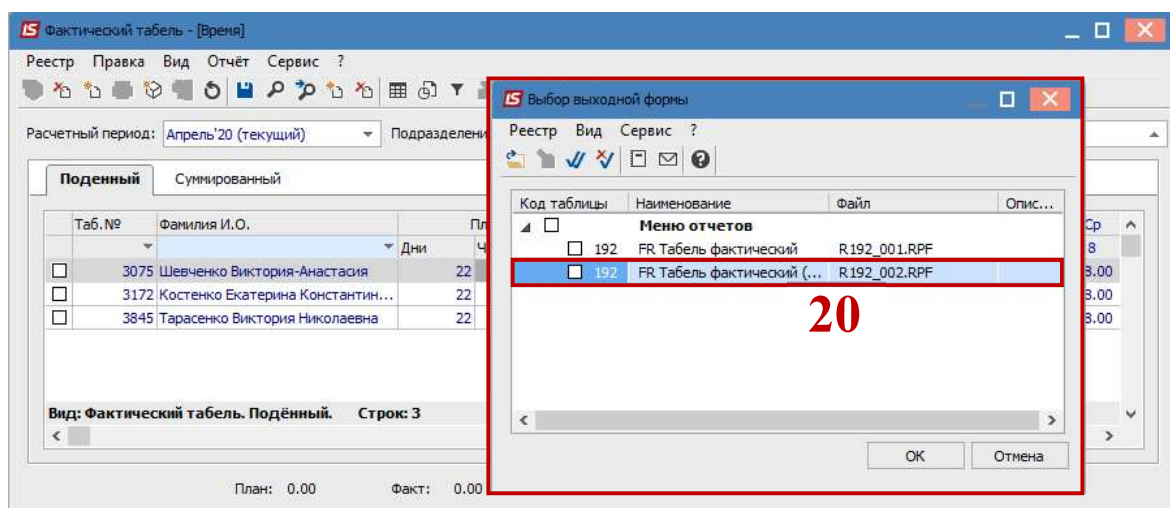 Фактический табель - [Время]
Реестр Правка Вид Отчёт Сервис ?
Расчетный период: Апрель'20 (текущий) Подразделени
Поденный Суммированный
Таб.№ Фамилия И.О. Пл Ср
Дни Ч 8
3075 Шевченко Виктория-Анастасия 22 8.00
3172 Костенко Екатерина Константин... 22 8.00
3845 Тарасенко Виктория Николаевна 22 8.00
Вид: Фактический табель. Подённый. Строк: 3
План: 0.00 Факт: 0.00
Выбор выходной формы
Реестр Вид Сервис ?
Код таблицы Наименование Файл Опис...
Меню отчетов
192 FR Табель фактический R192_001.RPF
192 FR Табель фактический (... R192_002.RPF
20
OK Отмена